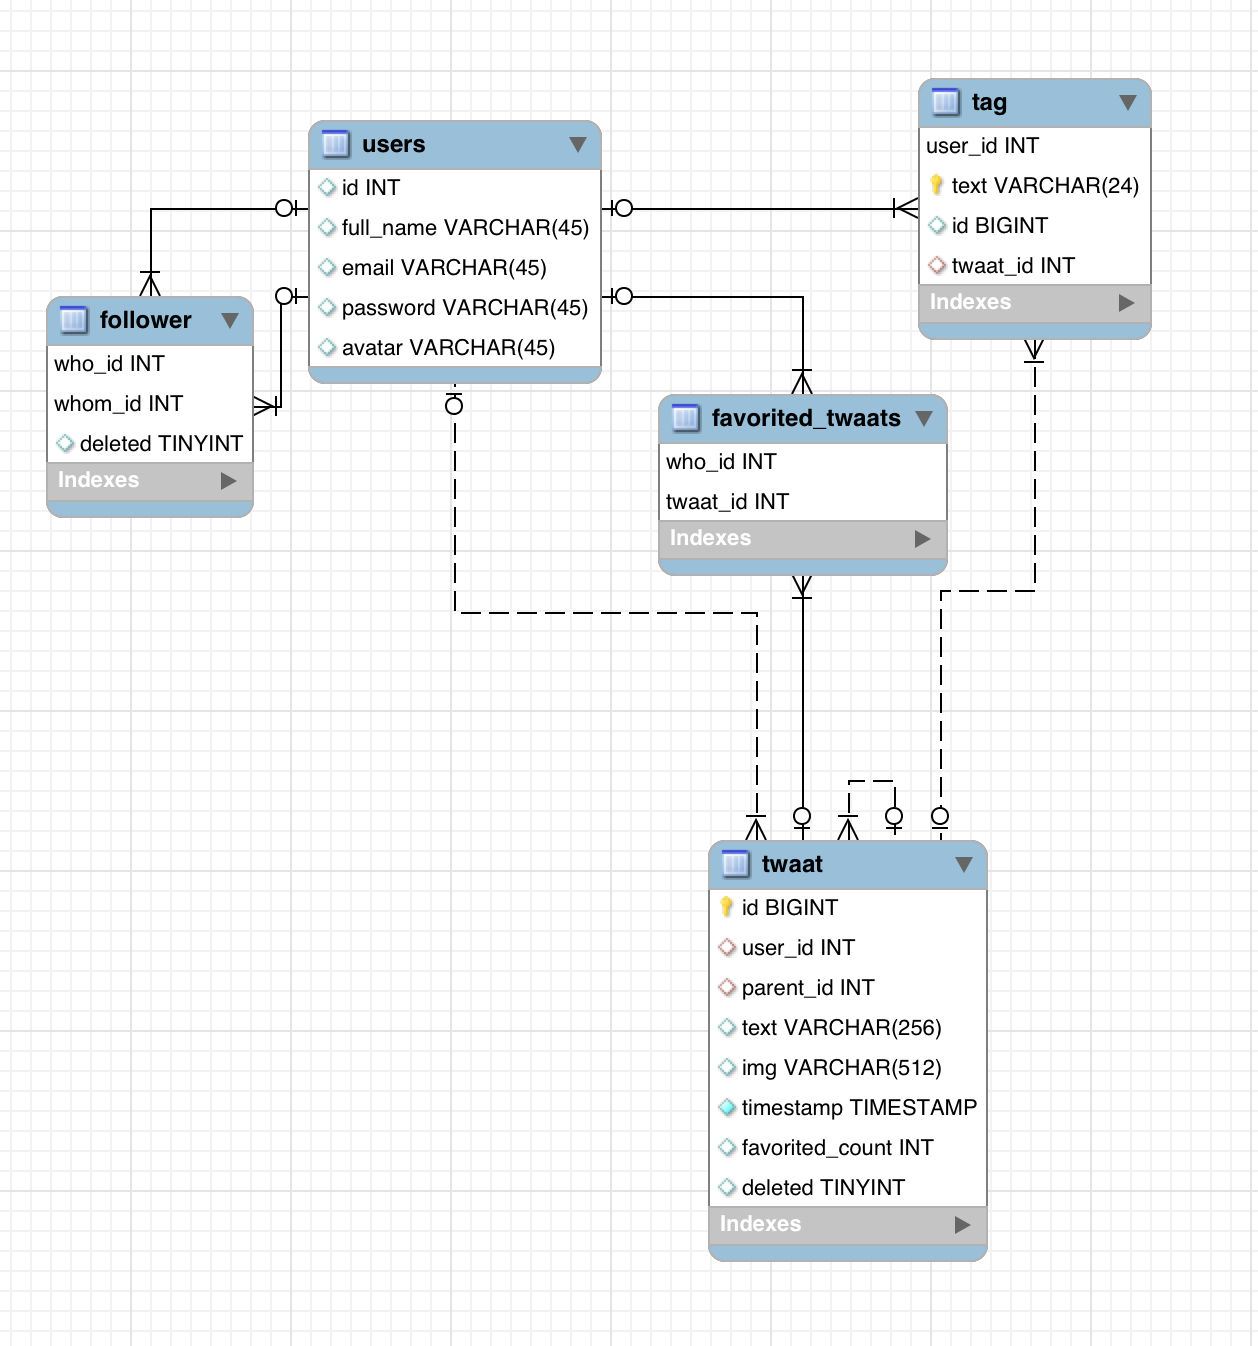 users
id INT
full_name VARCHAR(45)
email VARCHAR(45)
password VARCHAR(45)
avatar VARCHAR(45)
tag
user_id INT
text VARCHAR(24)
id BIGINT
twaat_id INT
Indexes
follower
who_id INT
whom_id INT
deleted TINYINT
Indexes
favorited_twaats
who_id INT
twaat_id INT
Indexes
twaat
id BIGINT
user_id INT
parent_id INT
text VARCHAR(256)
img VARCHAR(512)
timestamp TIMESTAMP
favorited_count INT
deleted TINYINT
Indexes